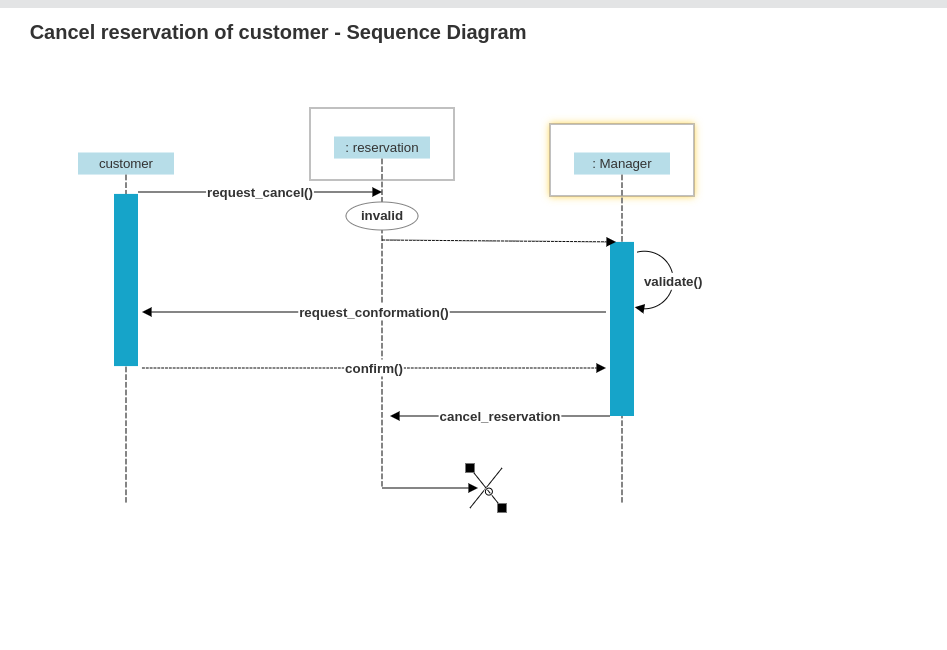 Cancel reservation of customer - Sequence Diagram
: reservation
customer
: Manager
request_cancel()
invalid
validate()
request_conformation()
confirm()
cancel_reservation